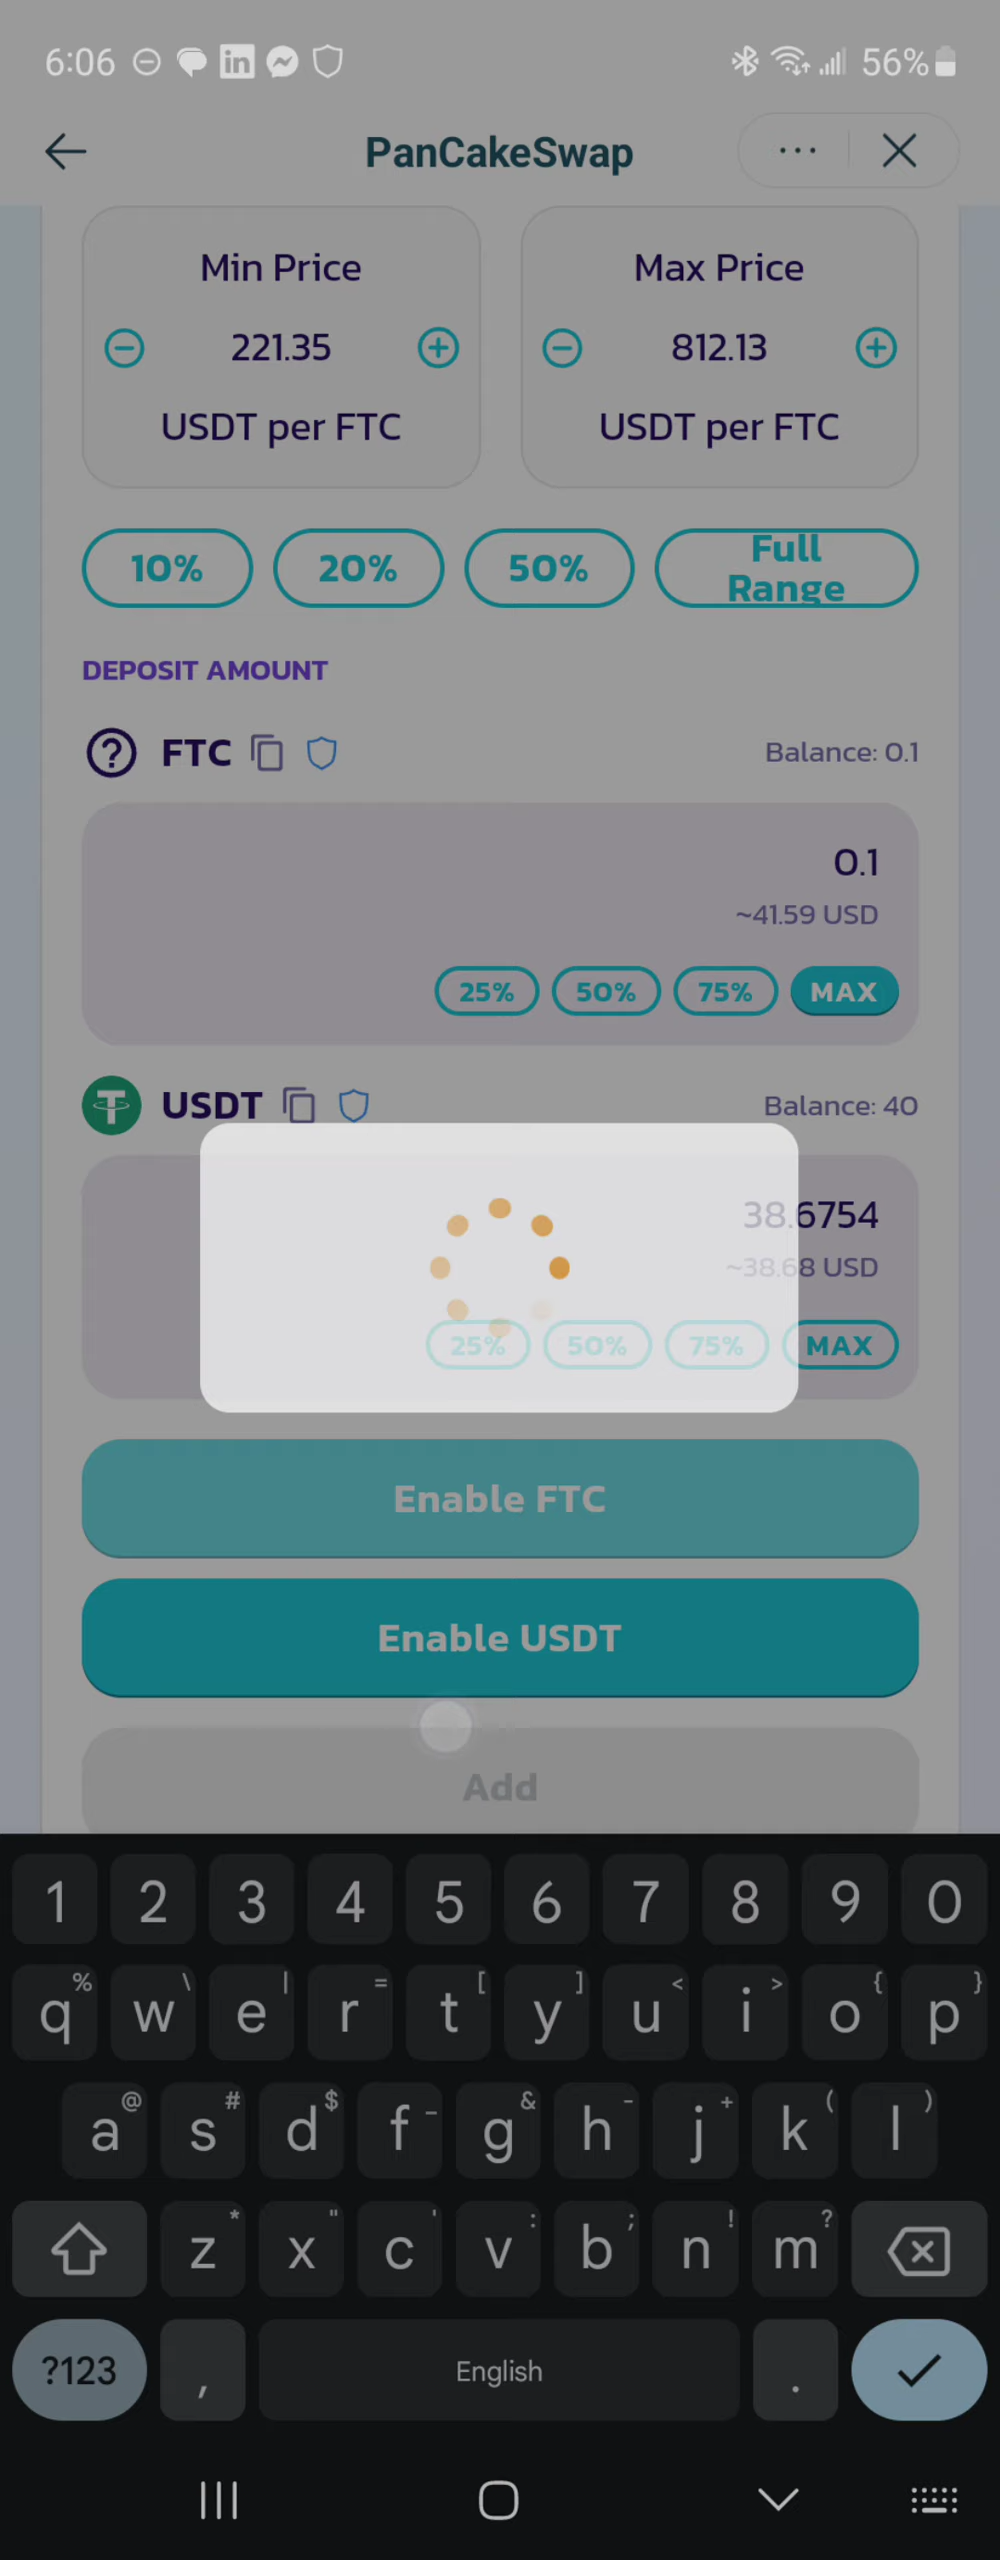 6:06
56%
PanCakeSwap
Min Price
Max Price
221.35
812.13
USDT per FTC
USDT per FTC
10%
20%
50%
Full
Range
DEPOSIT AMOUNT
FTC
Balance: 0.1
0.1
~41.59 USD
25%
50%
75%
MAX
USDT
Balance: 40
38.6754
~38.68 USD
25%
50%
75%
MAX
Enable FTC
Enable USDT
Add
1 2 3 4 5 6 7 8 9 0
% \ | = [ ] < > { }
q w e r t y u i o p
@ # $ _ & - + ( )
a s d f g h j k l
* " ' : ; ! ?
z x c v b n m
?123 , English .